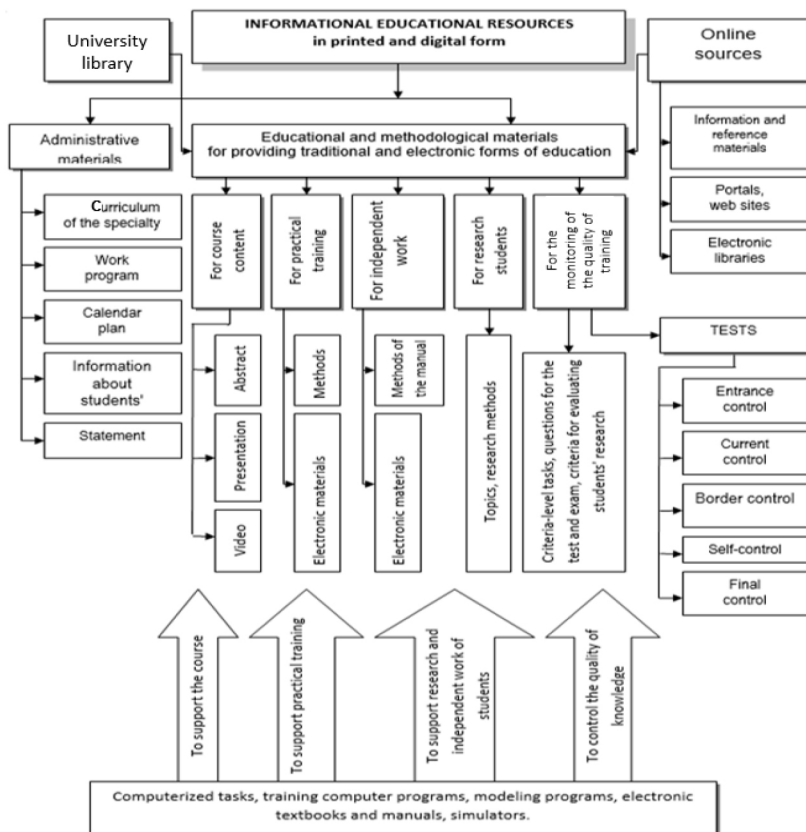 INFORMATIONAL EDUCATIONAL RESOURCES
in printed and digital form
University
library
Online
sources
Administrative
materials
Educational and methodological materials
for providing traditional and electronic forms of education
Information and
reference
materials
Portals,
web sites
Electronic
libraries
Curriculum
of the specialty
Work
program
Calendar
plan
Information
about
students'
Statement
For course
content
For practical
training
For independent
work
For research
students
For the
monitoring of
the quality of
training
TESTS
Abstract
Presentation
Video
Methods
Electronic materials
Methods of
the manual
Electronic materials
Topics, research methods
Criteria-level tasks, questions for the
test and exam, criteria for evaluating
students' research
Entrance
control
Current
control
Border control
Self-control
Final
control
To support the course
To support practical training
To support research and
independent work of
students
To control the quality of
knowledge
Computerized tasks, training computer programs, modeling programs, electronic
textbooks and manuals, simulators.